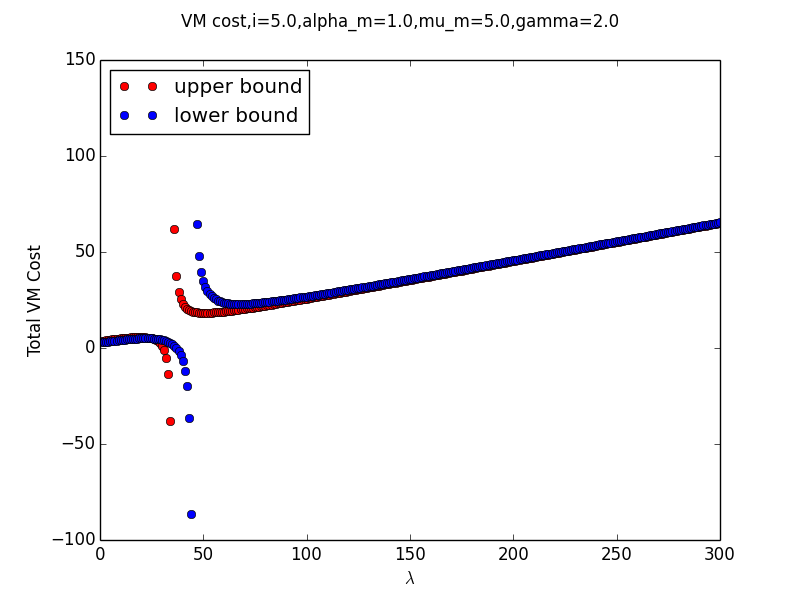 VM cost,i=5.0,alpha_m=1.0,mu_m=5.0,gamma=2.0
150
100
50
0
−50
−100
Total VM Cost
upper bound
lower bound
0 50 100 150 200 250 300
λ